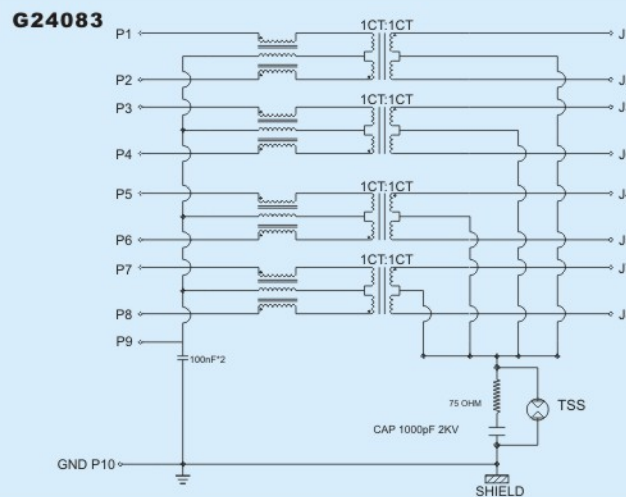 G24083
1CT:1CT
P1
J
P2
J
1CT:1CT
P3
J
P4
J
1CT:1CT
P5
J
P6
J
1CT:1CT
P7
J
P8
J
P9
100nF*2
75 OHM
TSS
CAP 1000pF 2KV
GND P10
SHIELD